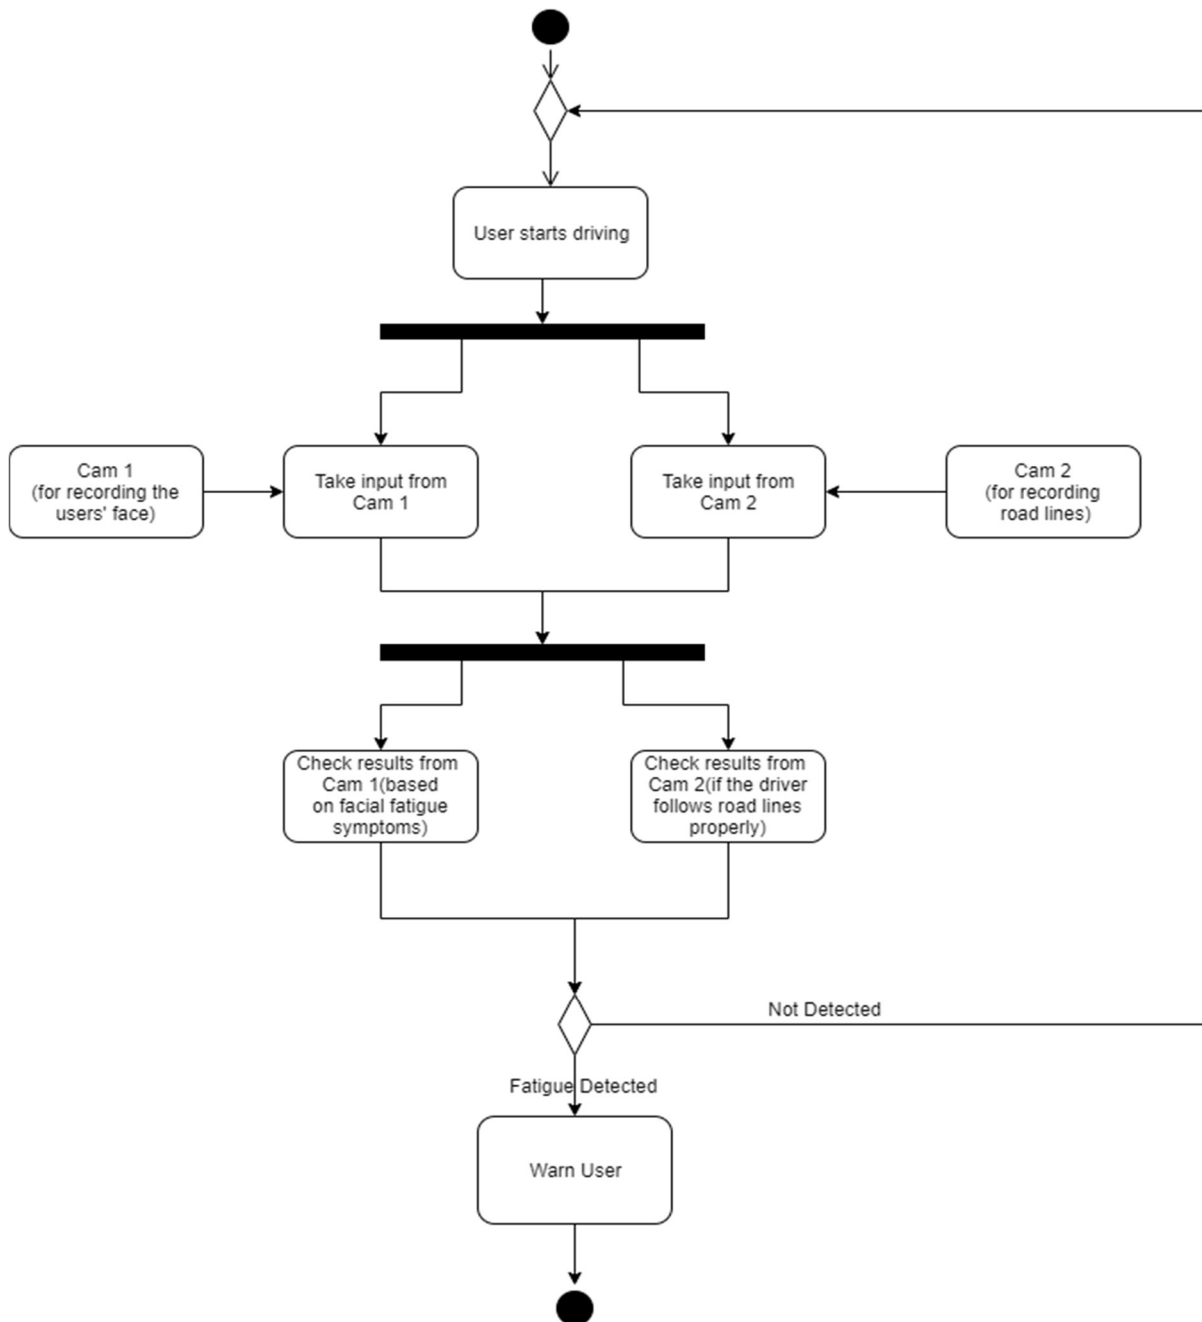 User starts driving
Cam 1
(for recording the
users' face)
Take input from
Cam 1
Take input from
Cam 2
Cam 2
(for recording
road lines)
Check results from
Cam 1(based
on facial fatigue
symptoms)
Check results from
Cam 2(if the driver
follows road lines
properly)
Not Detected
Fatigue Detected
Warn User